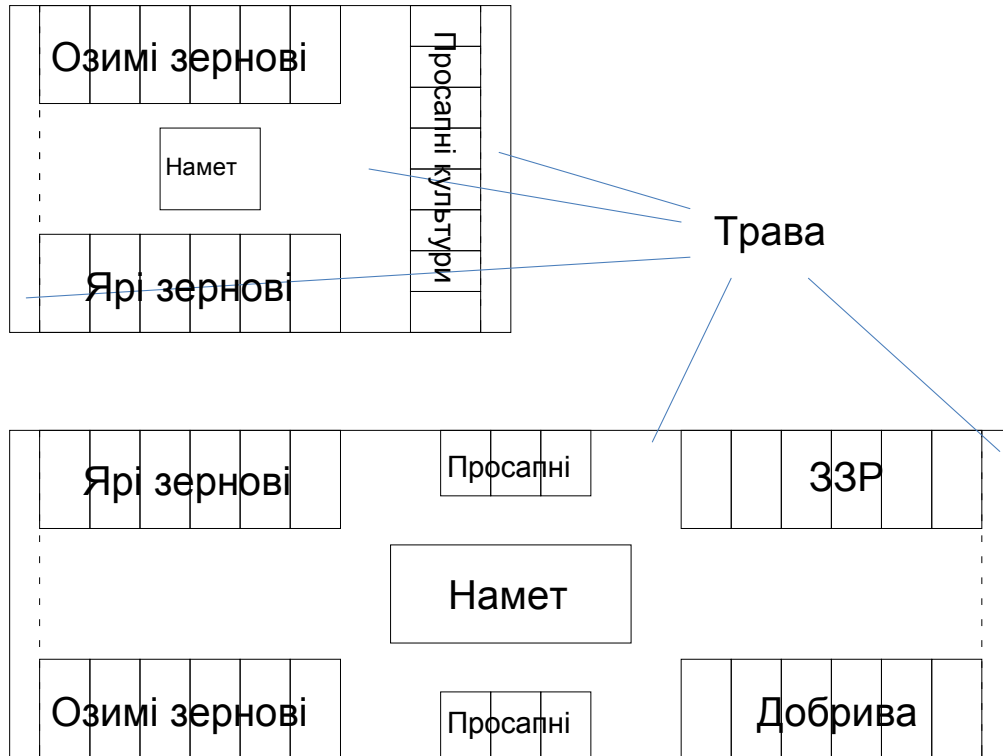 Озимі зернові
Просапні культури
Намет
Трава
Ярі зернові
Ярі зернові
Просапні
ЗЗР
Намет
Озимі зернові
Просапні
Добрива